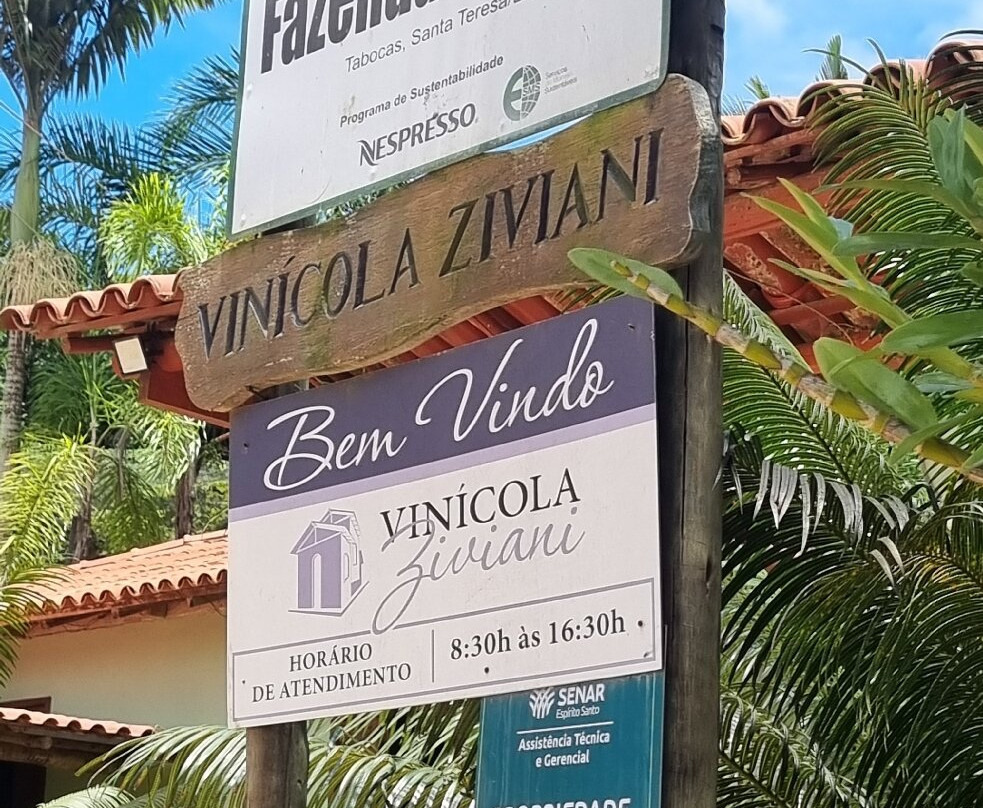 Tabocas, Santa Teresa/
Programa de Sustentabilidade
NESPRESSO
SMS
VINÍCOLA ZIVIANI
Bem Vindo
VINÍCOLA
Ziviani
HORÁRIO
DE ATENDIMENTO
8:30h às 16:30h
SENAR
Espírito Santo
Assistência Técnica
e Gerencial